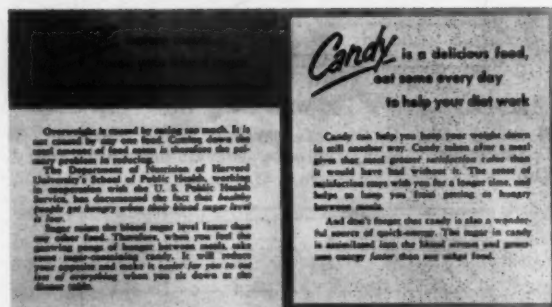 Overweight is caused by eating too much. It is
not caused by any one food. Cutting down the
total amount of food eaten is therefore the
problem in reducing.
The Department of Nutrition of Harvard
University's School of Public Health, working
in cooperation with the U. S. Public Health
Service, has documented the fact that
people get hungry when their blood sugar level
is low.
Sugar raises the blood sugar level faster than
any other food. Therefore, when you feel the
hunger between meals, take
some sugar-containing candy. It will reduce
your appetite and make it easier for you to eat
less of everything when you sit down at the
dinner table.
Candy is a delicious food,
eat some every day
to help your diet work
Candy can help you keep your weight down
in still another way. Candy taken after a meal
gives that meal greater satisfaction value than
it would have had without it. The sense of
satisfaction stays with you for a longer time, and
helps to keep you from getting so hungry
between meals.
And don't forget that candy is also a wonder-
ful source of quick-energy. The sugar in candy
is assimilated into the blood stream and
energy faster than any other food.